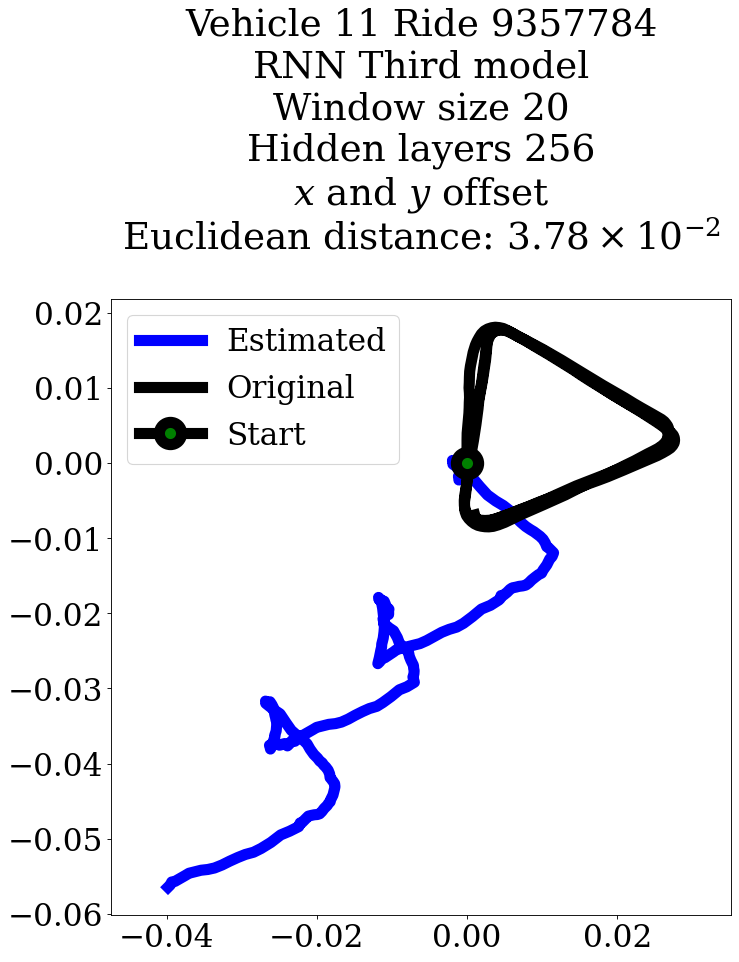 Vehicle 11 Ride 9357784
RNN Third model
Window size 20
Hidden layers 256
x and y offset
Euclidean distance: 3.78 × 10⁻²
Estimated
Original
Start
0.02
0.01
0.00
−0.01
−0.02
−0.03
−0.04
−0.05
−0.06
−0.04 −0.02 0.00 0.02